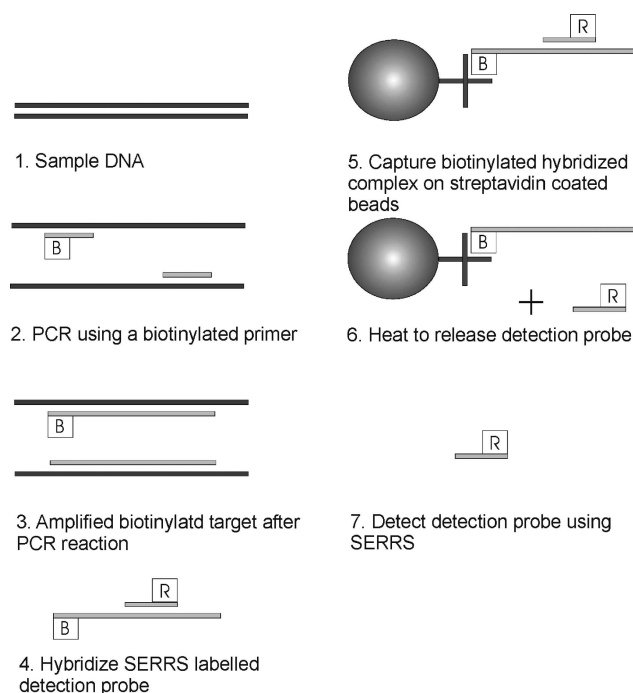 1. Sample DNA
B
2. PCR using a biotinylated primer
B
3. Amplified biotinylatd target after
PCR reaction
R
B
4. Hybridize SERRS labelled
detection probe
R
B
5. Capture biotinylated hybridized
complex on streptavidin coated
beads
B
+
R
6. Heat to release detection probe
R
7. Detect detection probe using
SERRS